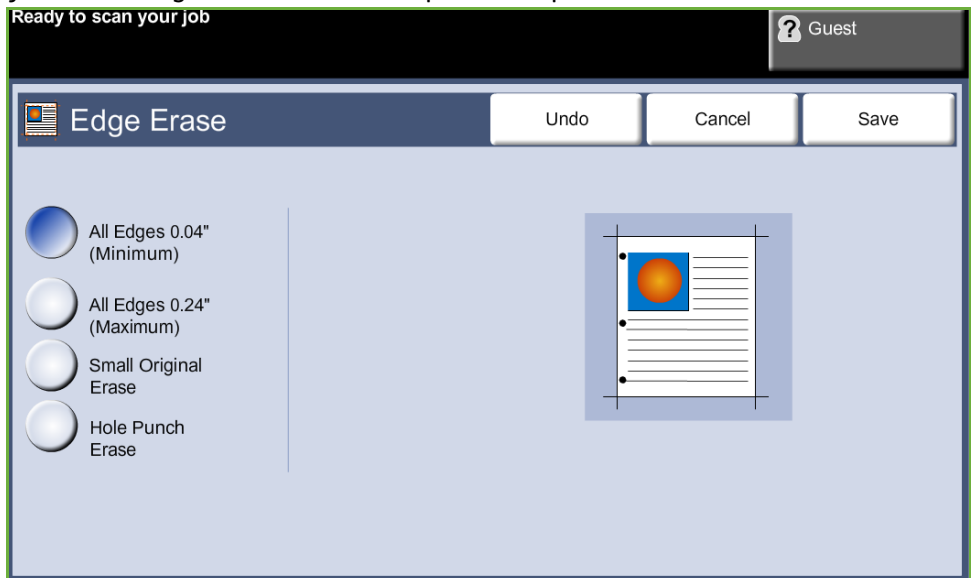 Ready to scan your job
Guest
Edge Erase
Undo
Cancel
Save
All Edges 0.04"
(Minimum)
All Edges 0.24"
(Maximum)
Small Original
Erase
Hole Punch
Erase